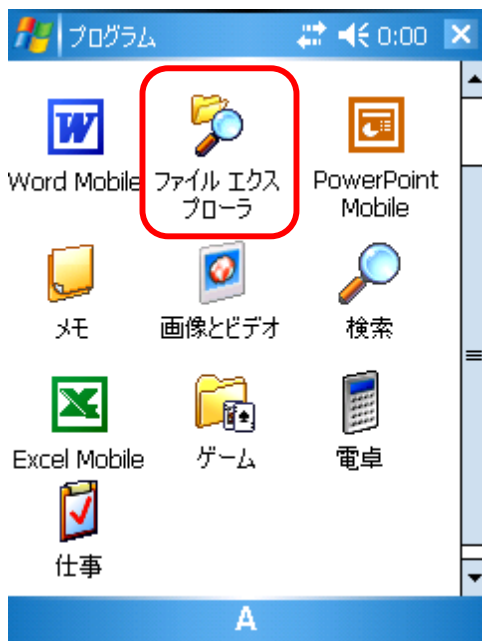 プログラム 0:00
Word Mobile ファイル エクス PowerPoint
プローラ Mobile
メモ 画像とビデオ 検索
Excel Mobile ゲーム 電卓
仕事
A